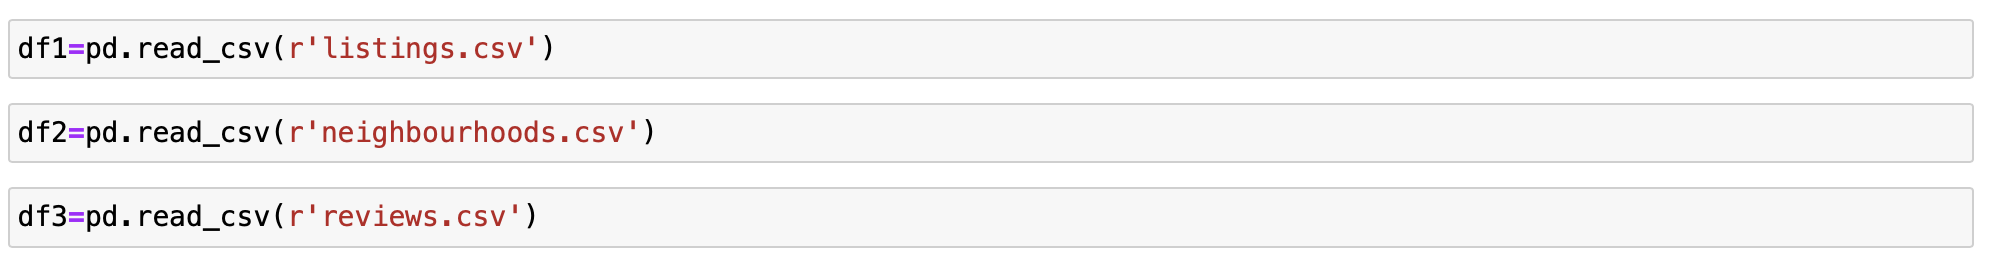 df1=pd.read_csv(r'listings.csv')
df2=pd.read_csv(r'neighbourhoods.csv')
df3=pd.read_csv(r'reviews.csv')